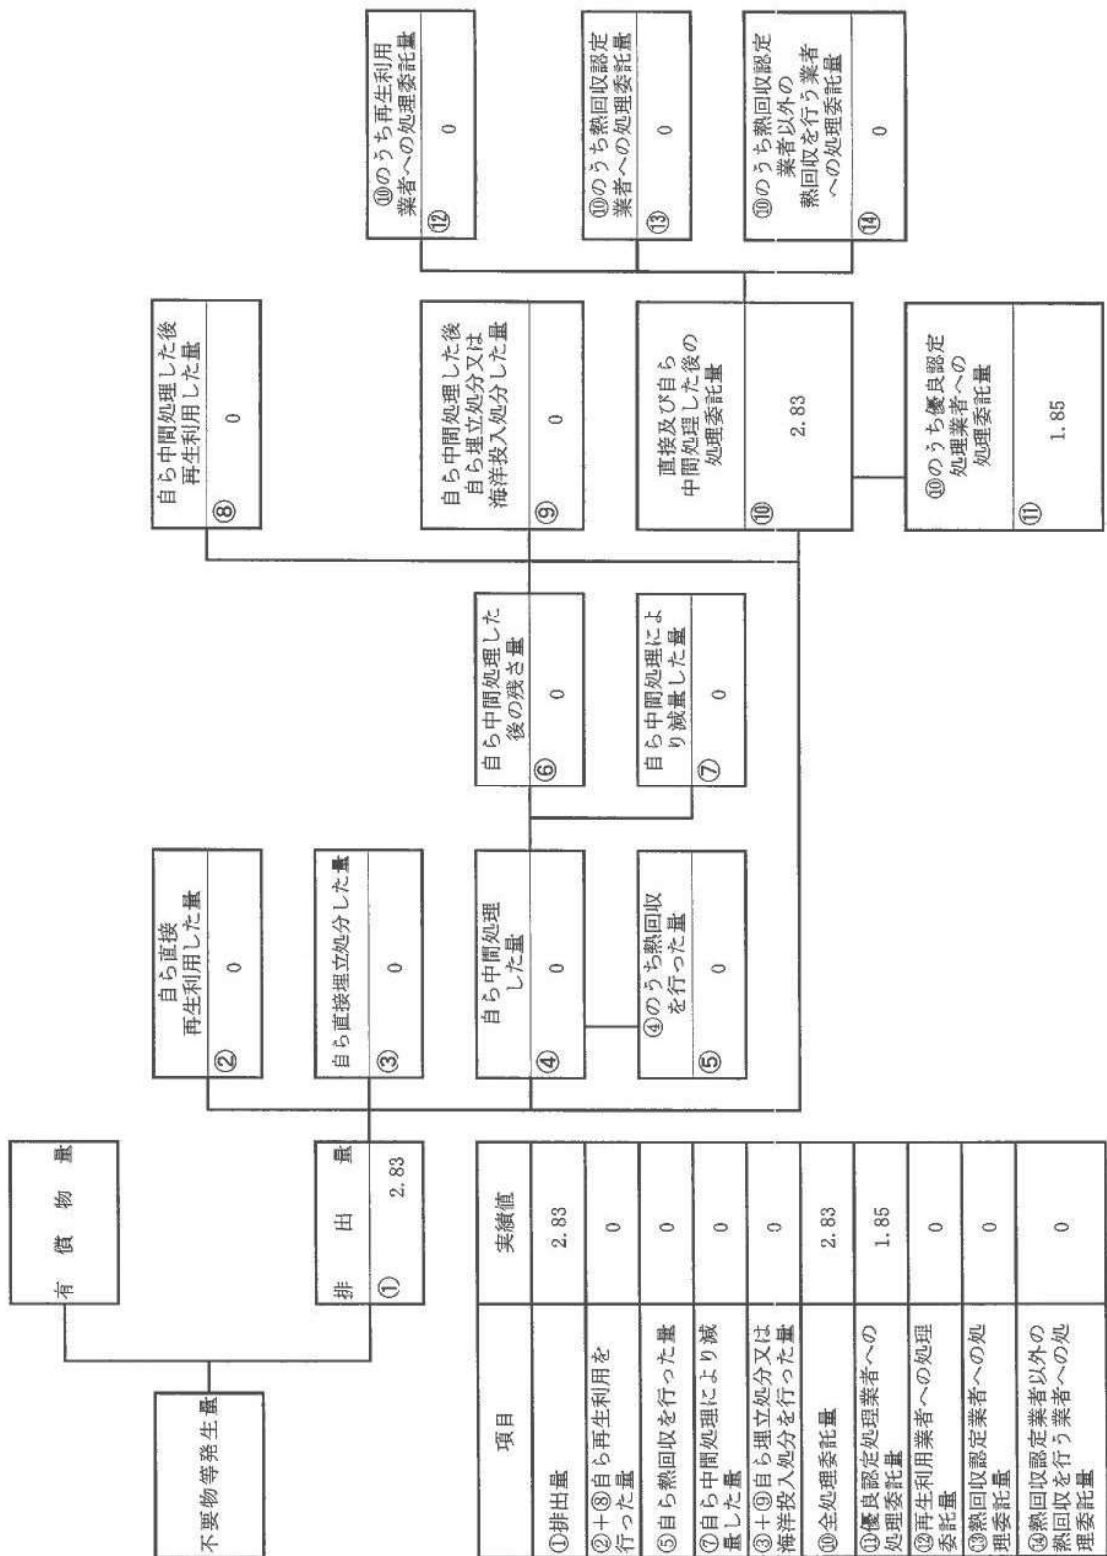 不要物等発生量
有償物量
排出量
①
2.83
自ら直接
再生利用した量
②
0
自ら直接埋立処分した量
③
0
自ら中間処理
した量
④
0
④のうち熱回収
を行った量
⑤
0
自ら中間処理した
後の残さ量
⑥
0
自ら中間処理によ
り減量した量
⑦
0
自ら中間処理した後
再生利用した量
⑧
0
自ら中間処理した後
自ら埋立処分又は
海洋投入処分した量
⑨
0
直接及び自ら
中間処理した後の
処理委託量
⑩
2.83
⑩のうち優良認定
処理業者への
処理委託量
⑪
1.85
⑩のうち再生利用
業者への処理委託量
⑫
0
⑩のうち熱回収認定
業者への処理委託量
⑬
0
⑩のうち熱回収認定
業者以外の
熱回収を行う業者
への処理委託量
⑭
0
項目
実績値
①排出量
2.83
②+⑧自ら再生利用を
行った量
0
⑤自ら熱回収を行った量
0
⑦自ら中間処理により減
量した量
0
③+⑨自ら埋立処分又は
海洋投入処分を行った量
0
⑩全処理委託量
2.83
⑪優良認定処理業者への
処理委託量
1.85
⑫再生利用業者への処理
委託量
0
⑬熱回収認定業者への処
理委託量
0
⑭熱回収認定業者以外の
熱回収を行う業者への処
理委託量
0